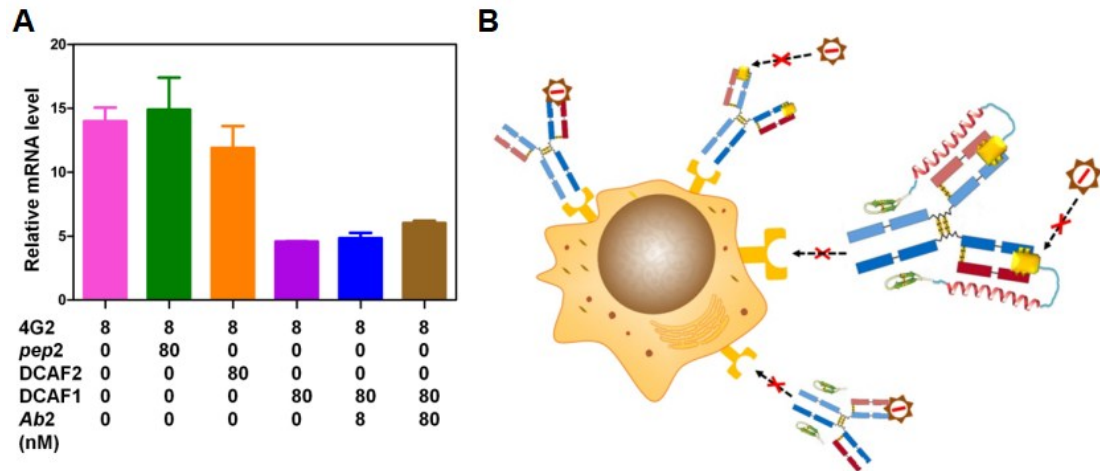 A
B
Relative mRNA level
20
15
10
5
0
4G2 8 8 8 8 8 8
pep2 0 80 0 0 0 0
DCAF2 0 0 80 0 0 0
DCAF1 0 0 0 80 80 80
Ab2 0 0 0 0 8 80
(nM)